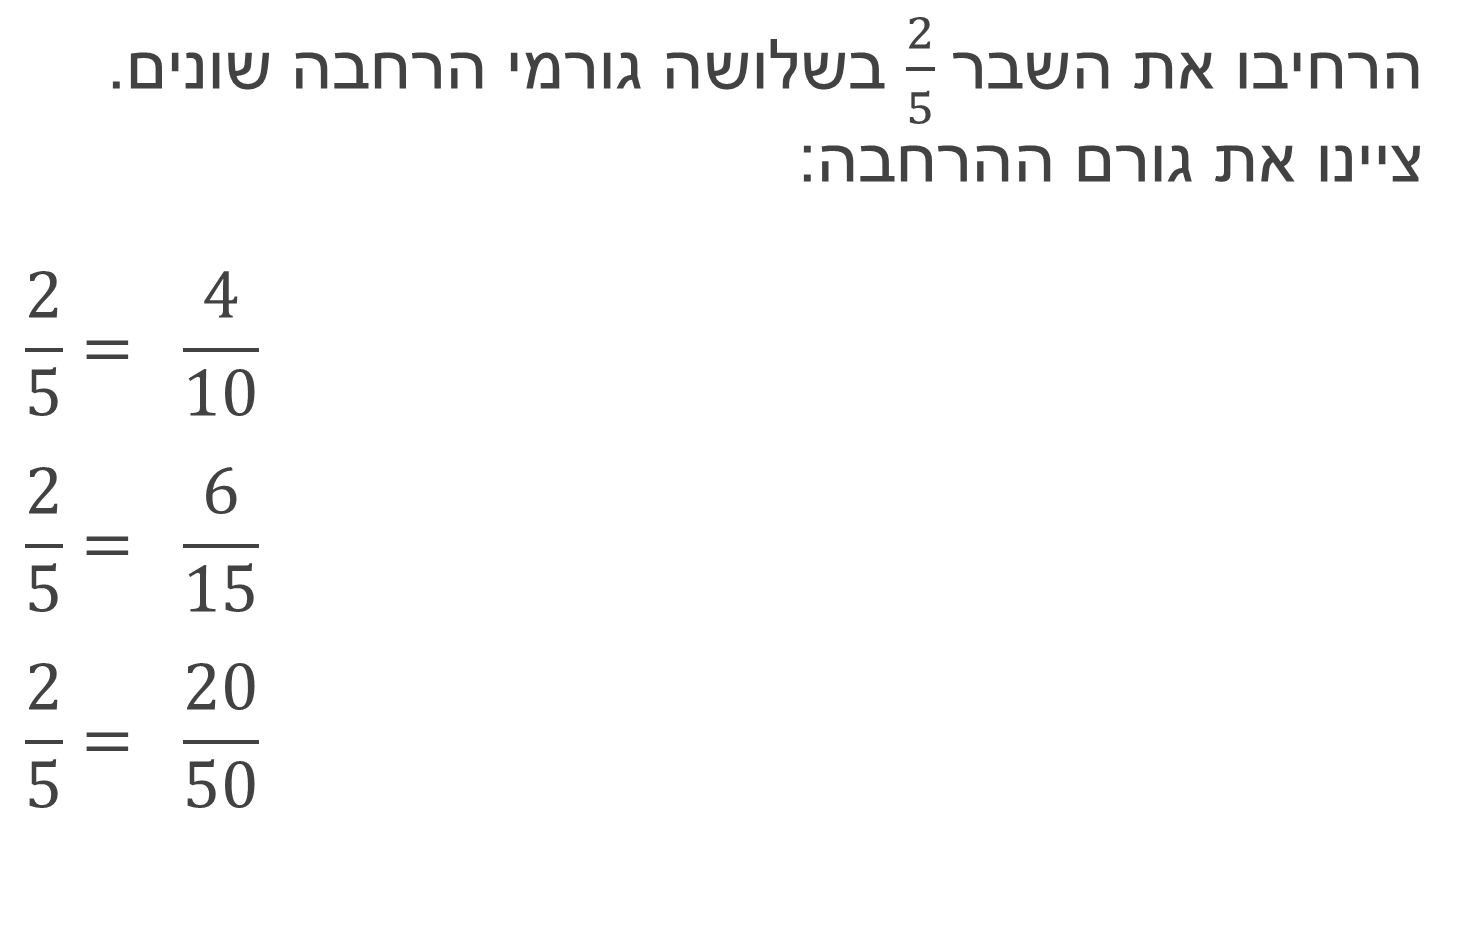 הרחיבו את השבר 2/5 בשלושה גורמי הרחבה שונים.
ציינו את גורם ההרחבה:
2/5 = 4/10
2/5 = 6/15
2/5 = 20/50